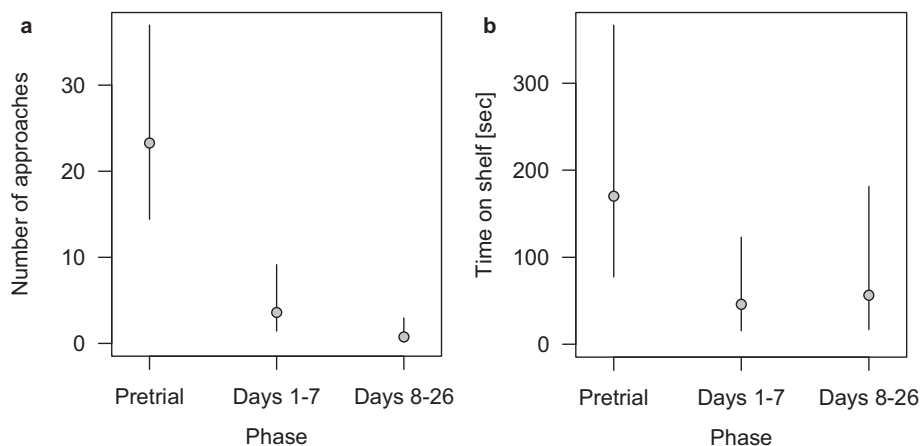 a
Number of approaches
30
20
10
0
Pretrial Days 1-7 Days 8-26
Phase
b
Time on shelf [sec]
300
200
100
0
Pretrial Days 1-7 Days 8-26
Phase